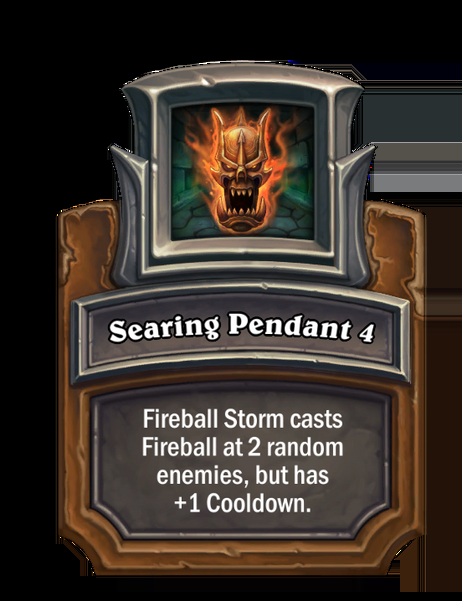 Searing Pendant 4
Fireball Storm casts
Fireball at 2 random
enemies, but has
+1 Cooldown.